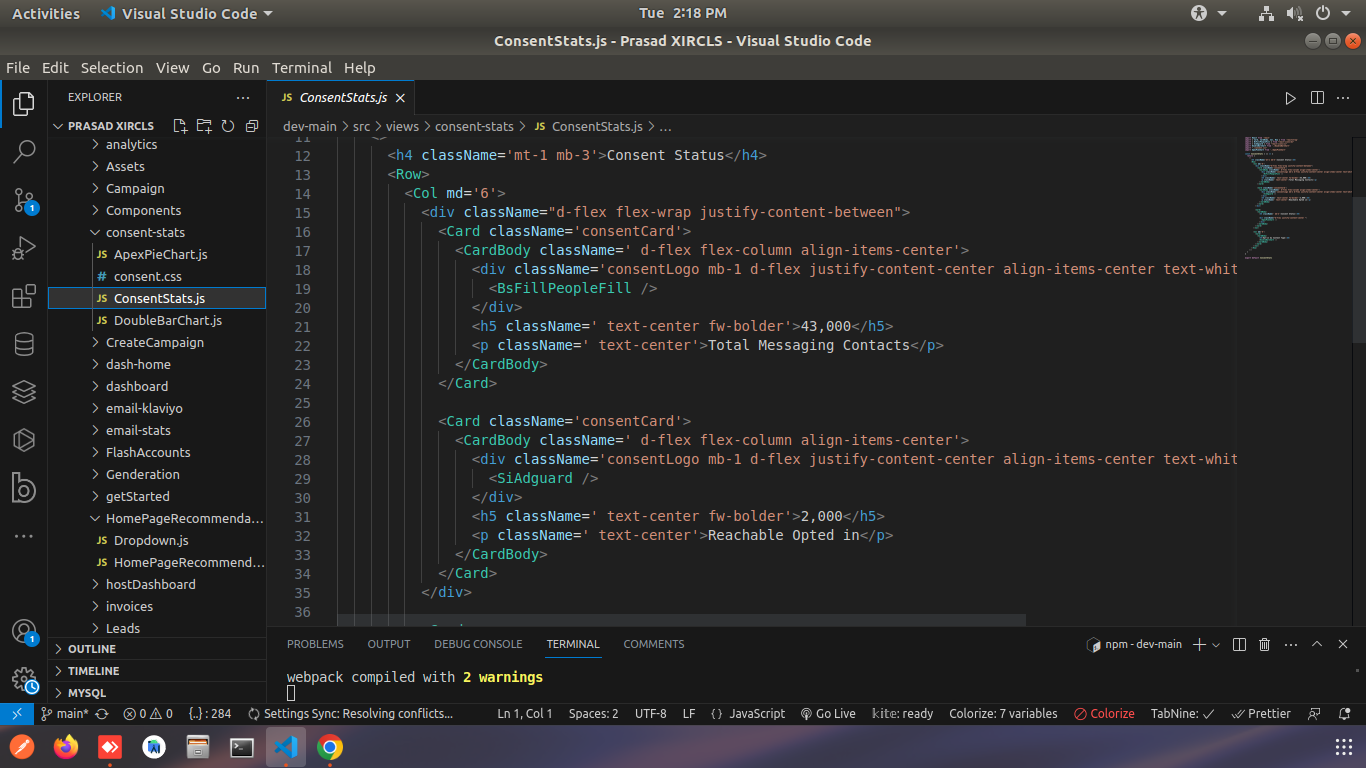 Activities Visual Studio Code Tue 2:18 PM
ConsentStats.js - Prasad XIRCLS - Visual Studio Code
File Edit Selection View Go Run Terminal Help
EXPLORER
PRASAD XIRCLS
analytics
Assets
Campaign
Components
consent-stats
JS ApexPieChart.js
# consent.css
JS ConsentStats.js
JS DoubleBarChart.js
CreateCampaign
dash-home
dashboard
email-klaviyo
email-stats
FlashAccounts
Genderation
getStarted
HomePageRecommenda...
JS Dropdown.js
JS HomePageRecommend...
hostDashboard
invoices
Leads
OUTLINE
TIMELINE
MYSQL
1
1
JS ConsentStats.js
dev-main > src > views > consent-stats > JS ConsentStats.js > ...
11 <>
12 <h4 className='mt-1 mb-3'>Consent Status</h4>
13 <Row>
14 <Col md='6'>
15 <div className="d-flex flex-wrap justify-content-between">
16 <Card className='consentCard'>
17 <CardBody className=' d-flex flex-column align-items-center'>
18 <div className='consentLogo mb-1 d-flex justify-content-center align-items-center text-whit
19 <BsFillPeopleFill />
20 </div>
21 <h5 className=' text-center fw-bolder'>43,000</h5>
22 <p className=' text-center'>Total Messaging Contacts</p>
23 </CardBody>
24 </Card>
25
26 <Card className='consentCard'>
27 <CardBody className=' d-flex flex-column align-items-center'>
28 <div className='consentLogo mb-1 d-flex justify-content-center align-items-center text-whit
29 <SiAdguard />
30 </div>
31 <h5 className=' text-center fw-bolder'>2,000</h5>
32 <p className=' text-center'>Reachable Opted in</p>
33 </CardBody>
34 </Card>
35 </div>
36
PROBLEMS OUTPUT DEBUG CONSOLE TERMINAL COMMENTS npm - dev-main
webpack compiled with 2 warnings
main* 0 0 {..} : 284 Settings Sync: Resolving conflicts... Ln 1, Col 1 Spaces: 2 UTF-8 LF {} JavaScript Go Live kite: ready Colorize: 7 variables Colorize TabNine: Prettier